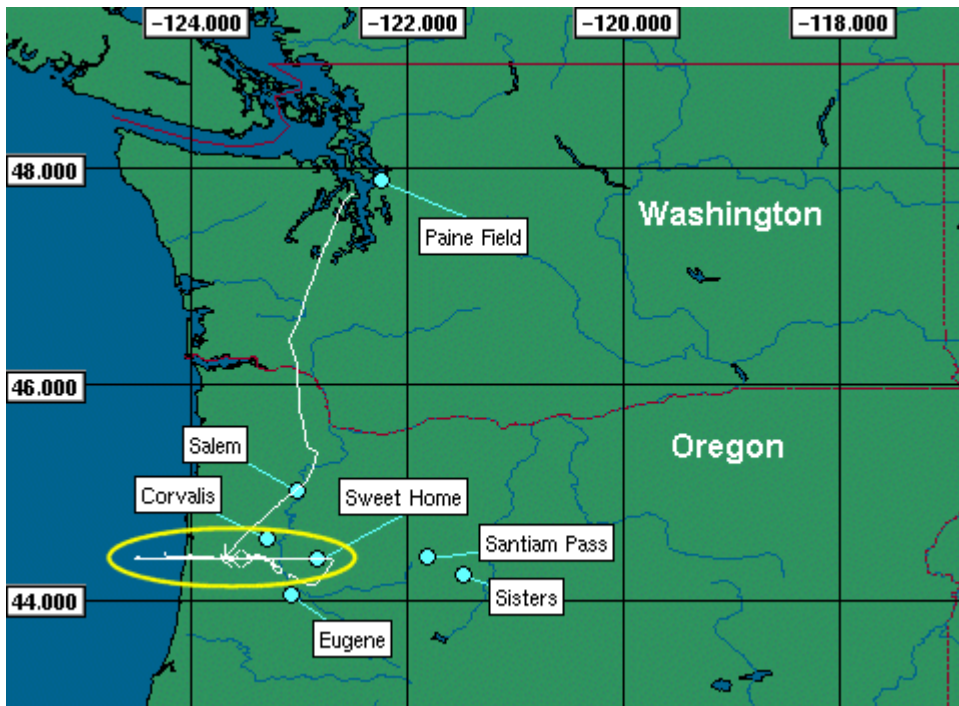 −124.000
−122.000
−120.000
−118.000
48.000
Washington
Paine Field
46.000
Salem
Oregon
Corvalis
Sweet Home
Santiam Pass
44.000
Sisters
Eugene